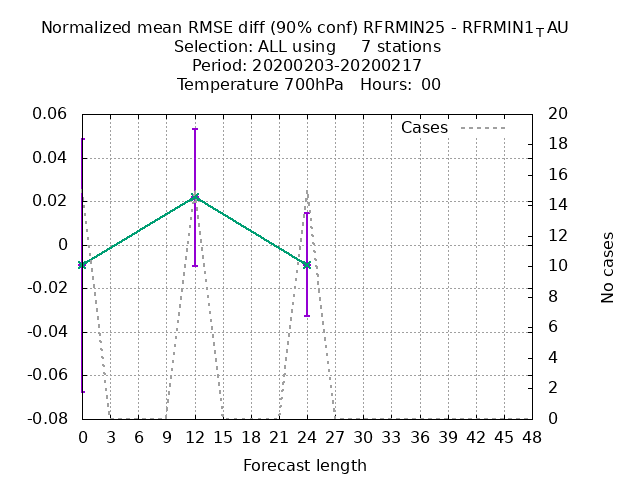 Normalized mean RMSE diff (90% conf) RFRMIN25 - RFRMIN1TAU
Selection: ALL using 7 stations
Period: 20200203-20200217
Temperature 700hPa Hours: 00
Cases
0.06
0.04
0.02
0
-0.02
-0.04
-0.06
-0.08
20
18
16
14
12
10
8
6
4
2
0
No cases
0 3 6 9 12 15 18 21 24 27 30 33 36 39 42 45 48
Forecast length